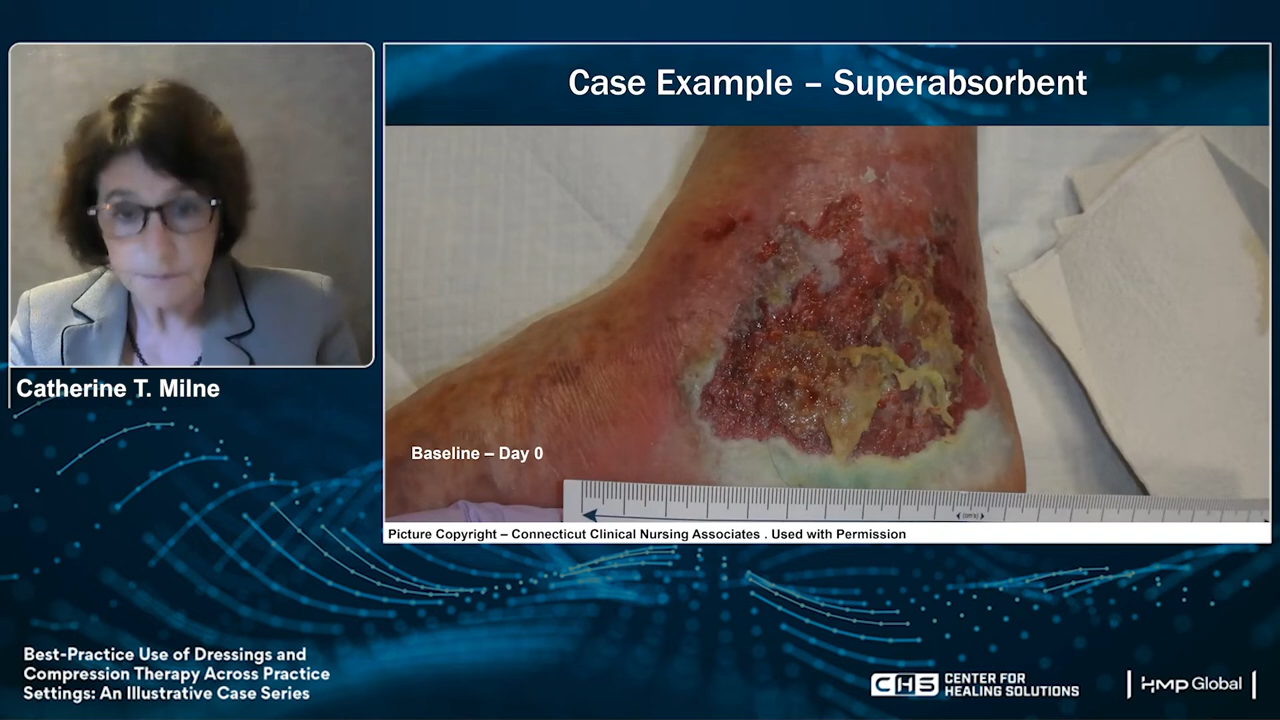 Case Example – Superabsorbent
Catherine T. Milne
Baseline – Day 0
Picture Copyright – Connecticut Clinical Nursing Associates . Used with Permission
Best-Practice Use of Dressings and
Compression Therapy Across Practice
Settings: An Illustrative Case Series
CHS CENTER FOR
HEALING SOLUTIONS
HMP Global